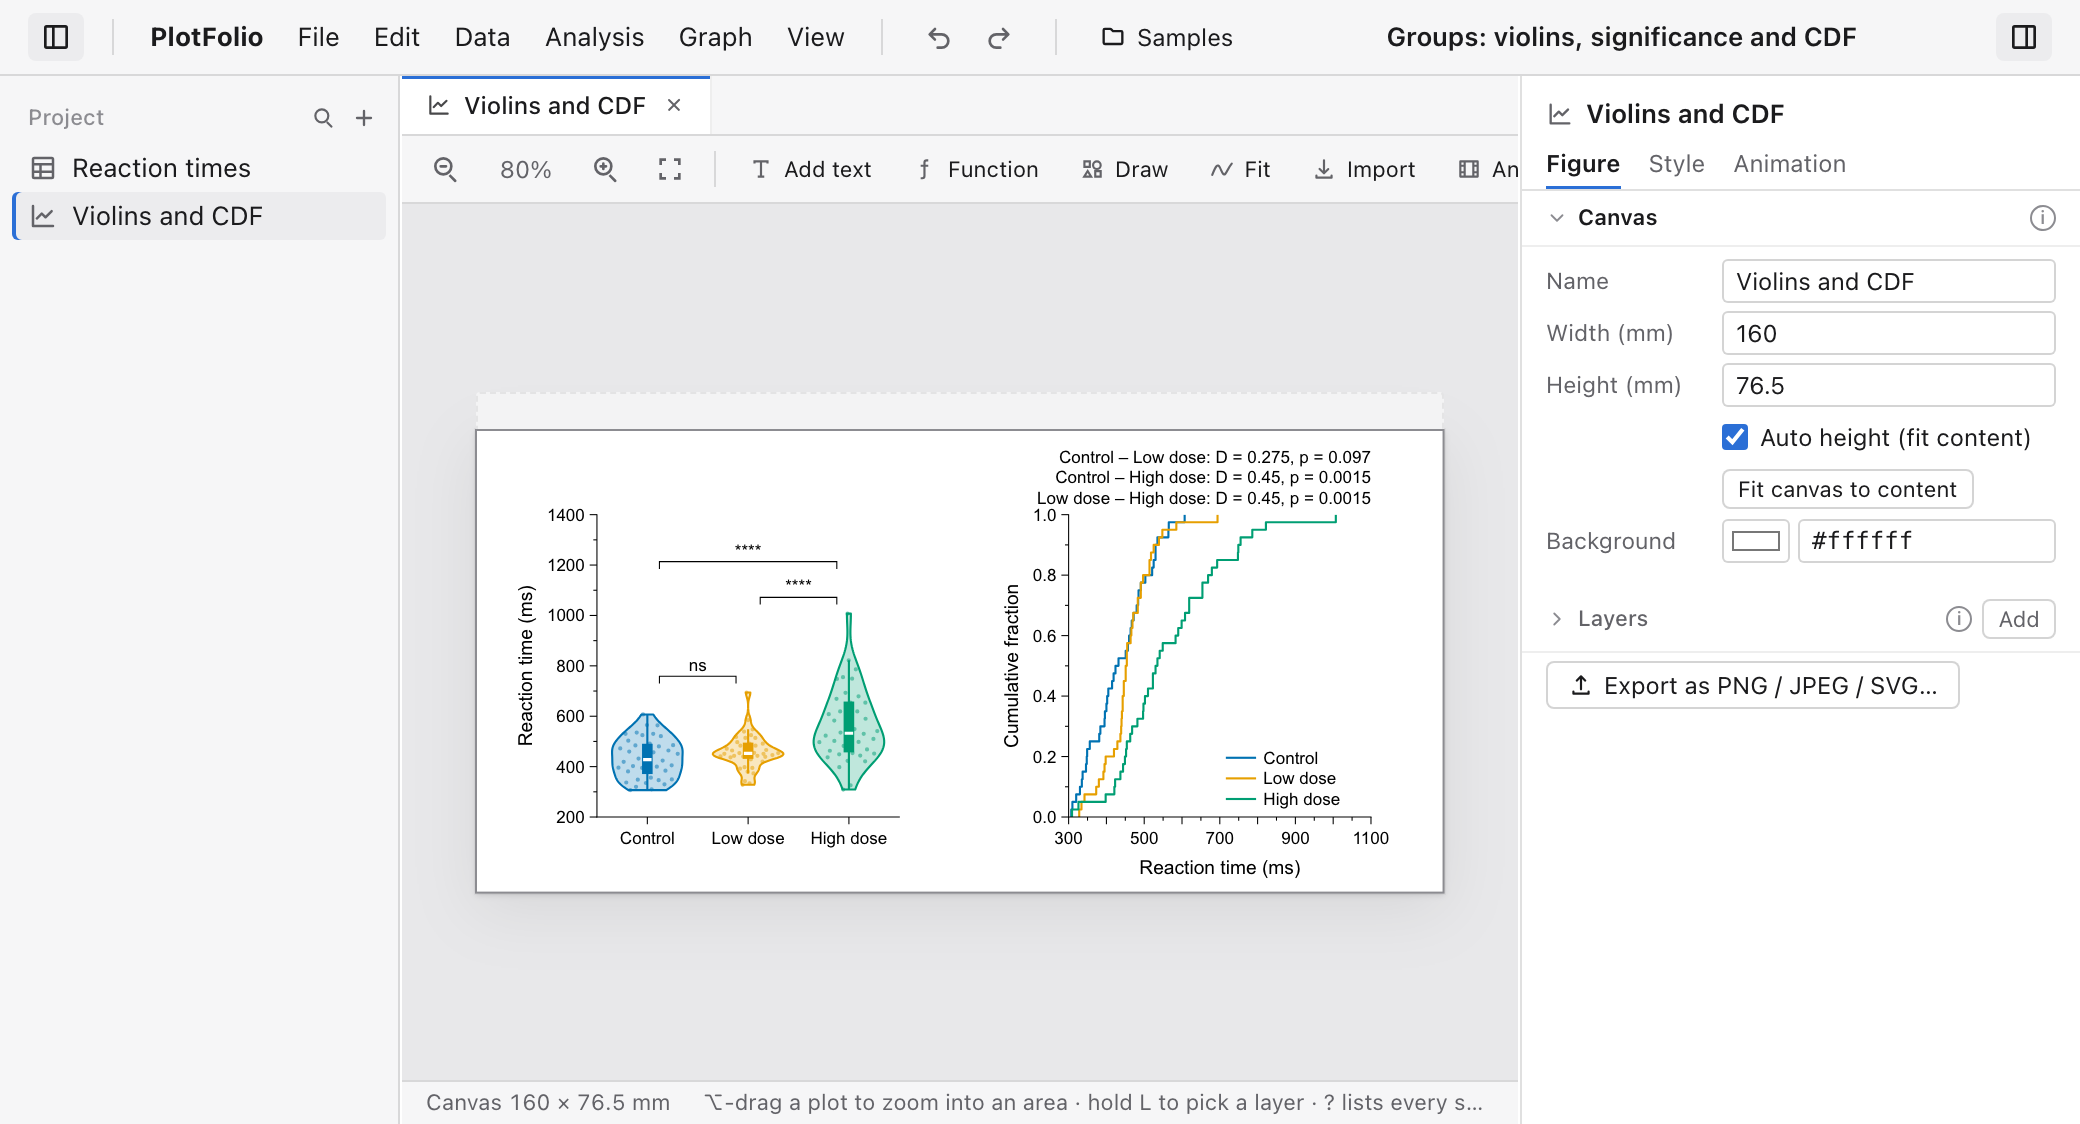 PlotFolio File Edit Data Analysis Graph View Samples Groups: violins, significance and CDF
Project
Reaction times
Violins and CDF
Violins and CDF
80% Add text Function Draw Fit Import An
Control – Low dose: D = 0.275, p = 0.097
Control – High dose: D = 0.45, p = 0.0015
Low dose – High dose: D = 0.45, p = 0.0015
1400
1200
1000
800
600
400
200
Reaction time (ms)
****
****
ns
Control Low dose High dose
1.0
0.8
0.6
0.4
0.2
0.0
Cumulative fraction
Control
Low dose
High dose
300 500 700 900 1100
Reaction time (ms)
Canvas 160 × 76.5 mm ⌥-drag a plot to zoom into an area · hold L to pick a layer · ? lists every s...
Violins and CDF
Figure Style Animation
Canvas
Name Violins and CDF
Width (mm) 160
Height (mm) 76.5
Auto height (fit content)
Fit canvas to content
Background #ffffff
Layers Add
Export as PNG / JPEG / SVG...